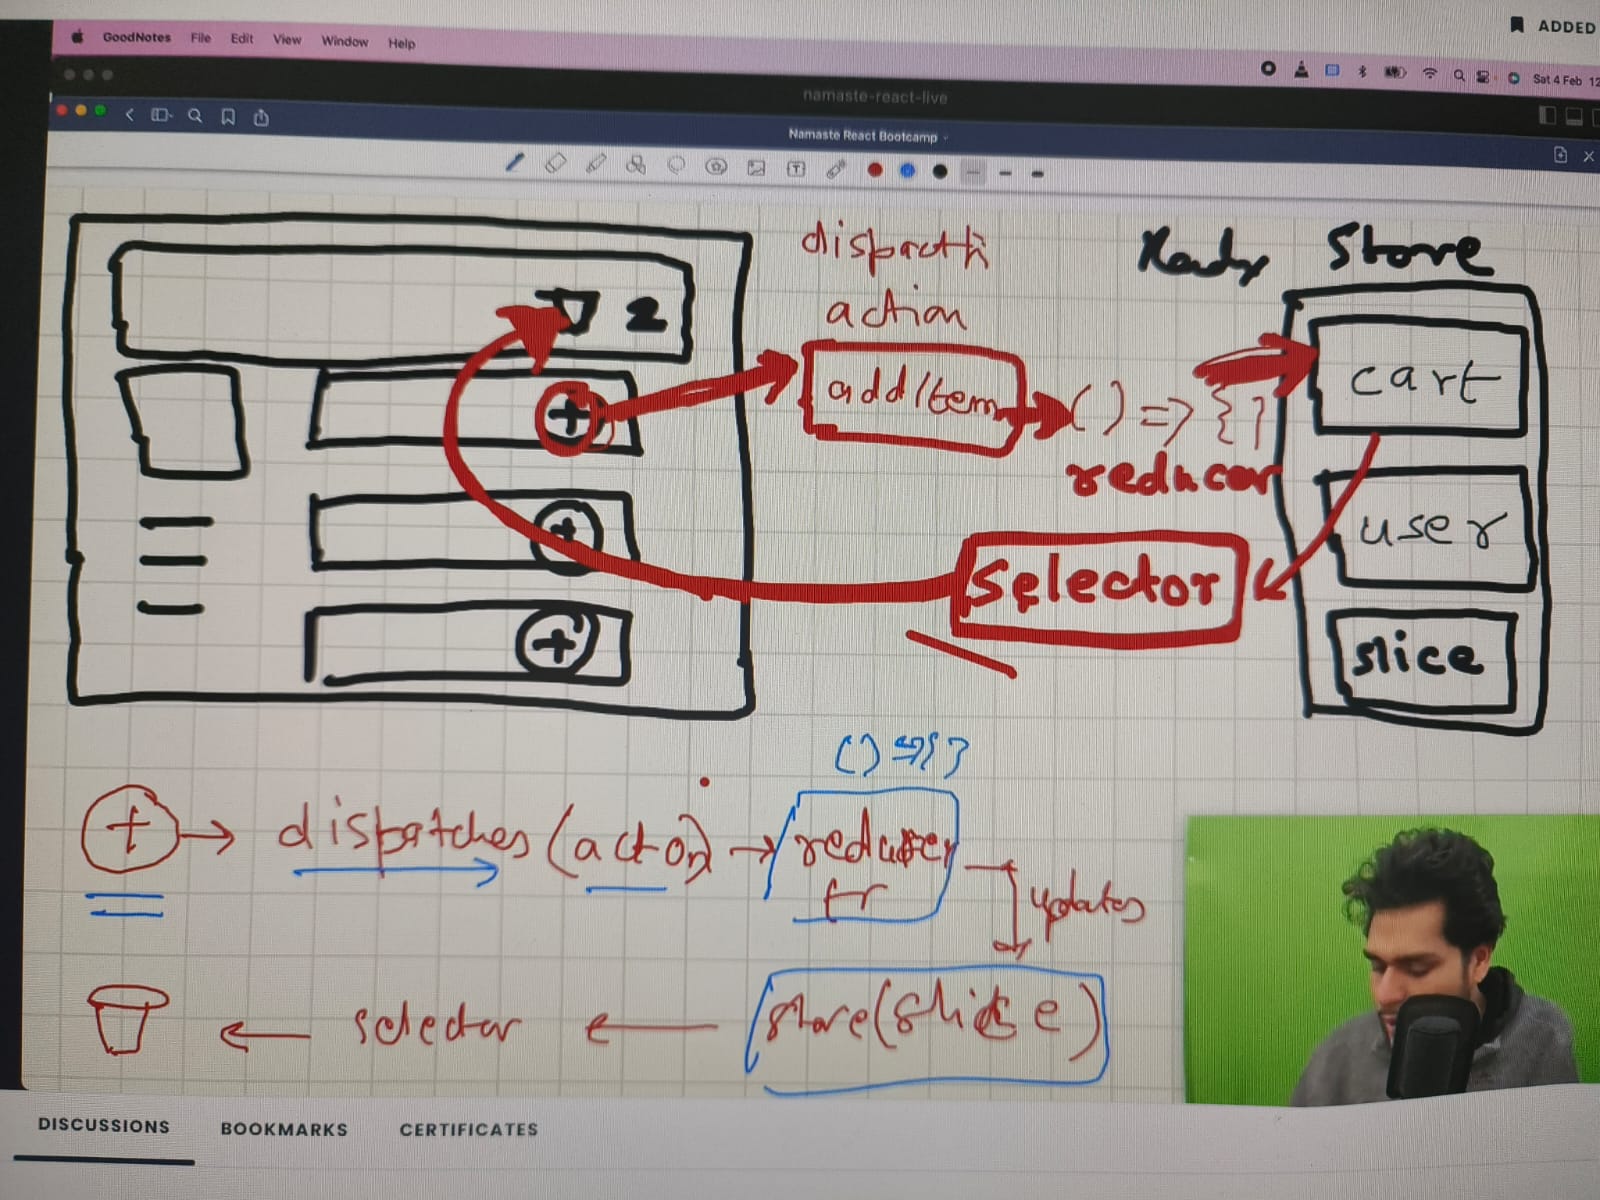 ADDED
GoodNotes File Edit View Window Help
Sat 4 Feb 12
namaste-react-live
Namaste React Bootcamp
dispacth
action
Redux Store
2
addItem
() => {}
reducer
cart
user
slice
selector
() => {}
+ → dispatches (action) → reducer
fn
updates
← selector ← store (slice)
DISCUSSIONS BOOKMARKS CERTIFICATES